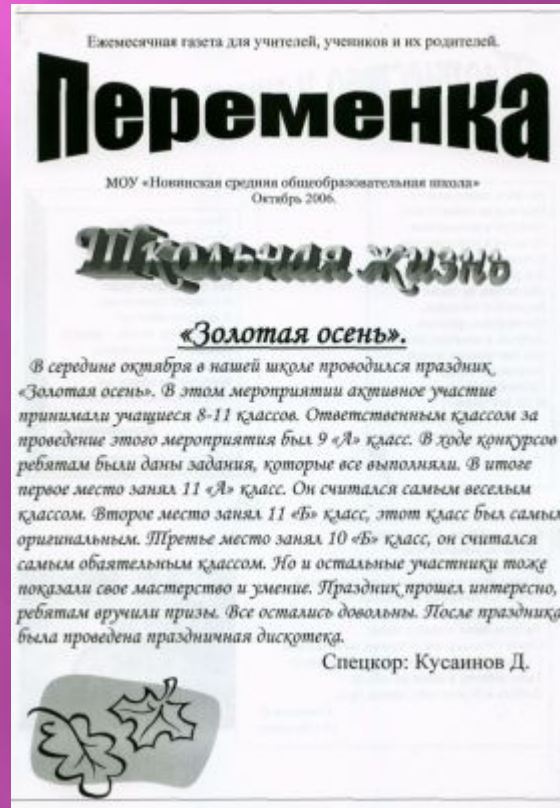 Ежемесячная газета для учителей, учеников и их родителей.
Переменка
МОУ «Новинская средняя общеобразовательная школа»
Октябрь 2006.
Школьная жизнь
«Золотая осень».
В середине октября в нашей школе проводился праздник
«Золотая осень». В этом мероприятии активное участие
принимали учащиеся 8-11 классов. Ответственным классом за
проведение этого мероприятия был 9 «А» класс. В ходе конкурсов
ребятам были даны задания, которые все выполняли. В итоге
первое место занял 11 «А» класс. Он считался самым веселым
классом. Второе место занял 11 «Б» класс, этот класс был самым
оригинальным. Третье место занял 10 «Б» класс, он считался
самым обаятельным классом. Но и остальные участники тоже
показали свое мастерство и умение. Праздник прошел интересно,
ребятам вручили призы. Все остались довольны. После праздника
была проведена праздничная дискотека.
Спецкор: Кусаинов Д.